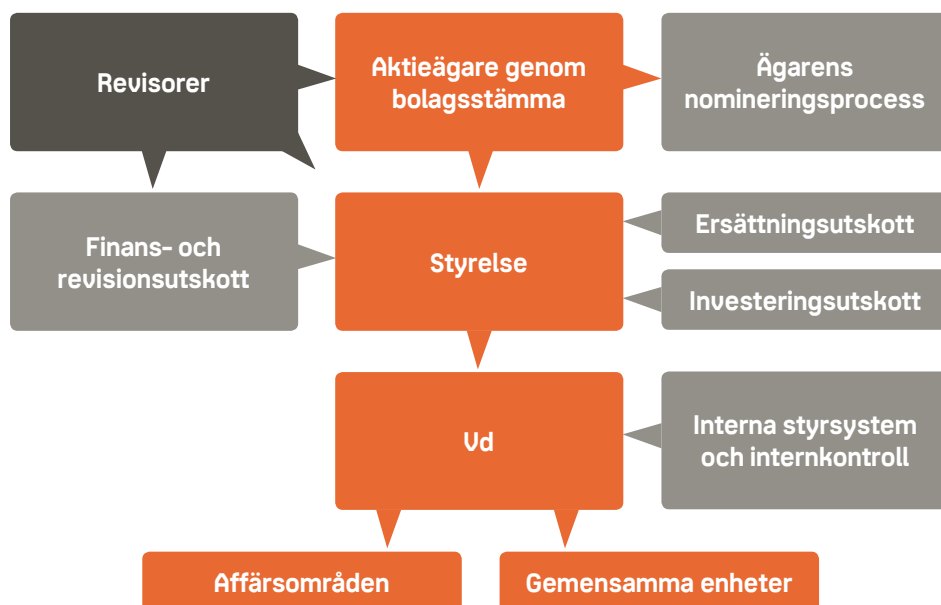 Revisorer
Aktieägare genom
bolagsstämma
Ägarens
nomineringsprocess
Finans- och
revisionsutskott
Styrelse
Ersättningsutskott
Investeringsutskott
Vd
Interna styrsystem
och internkontroll
Affärsområden
Gemensamma enheter